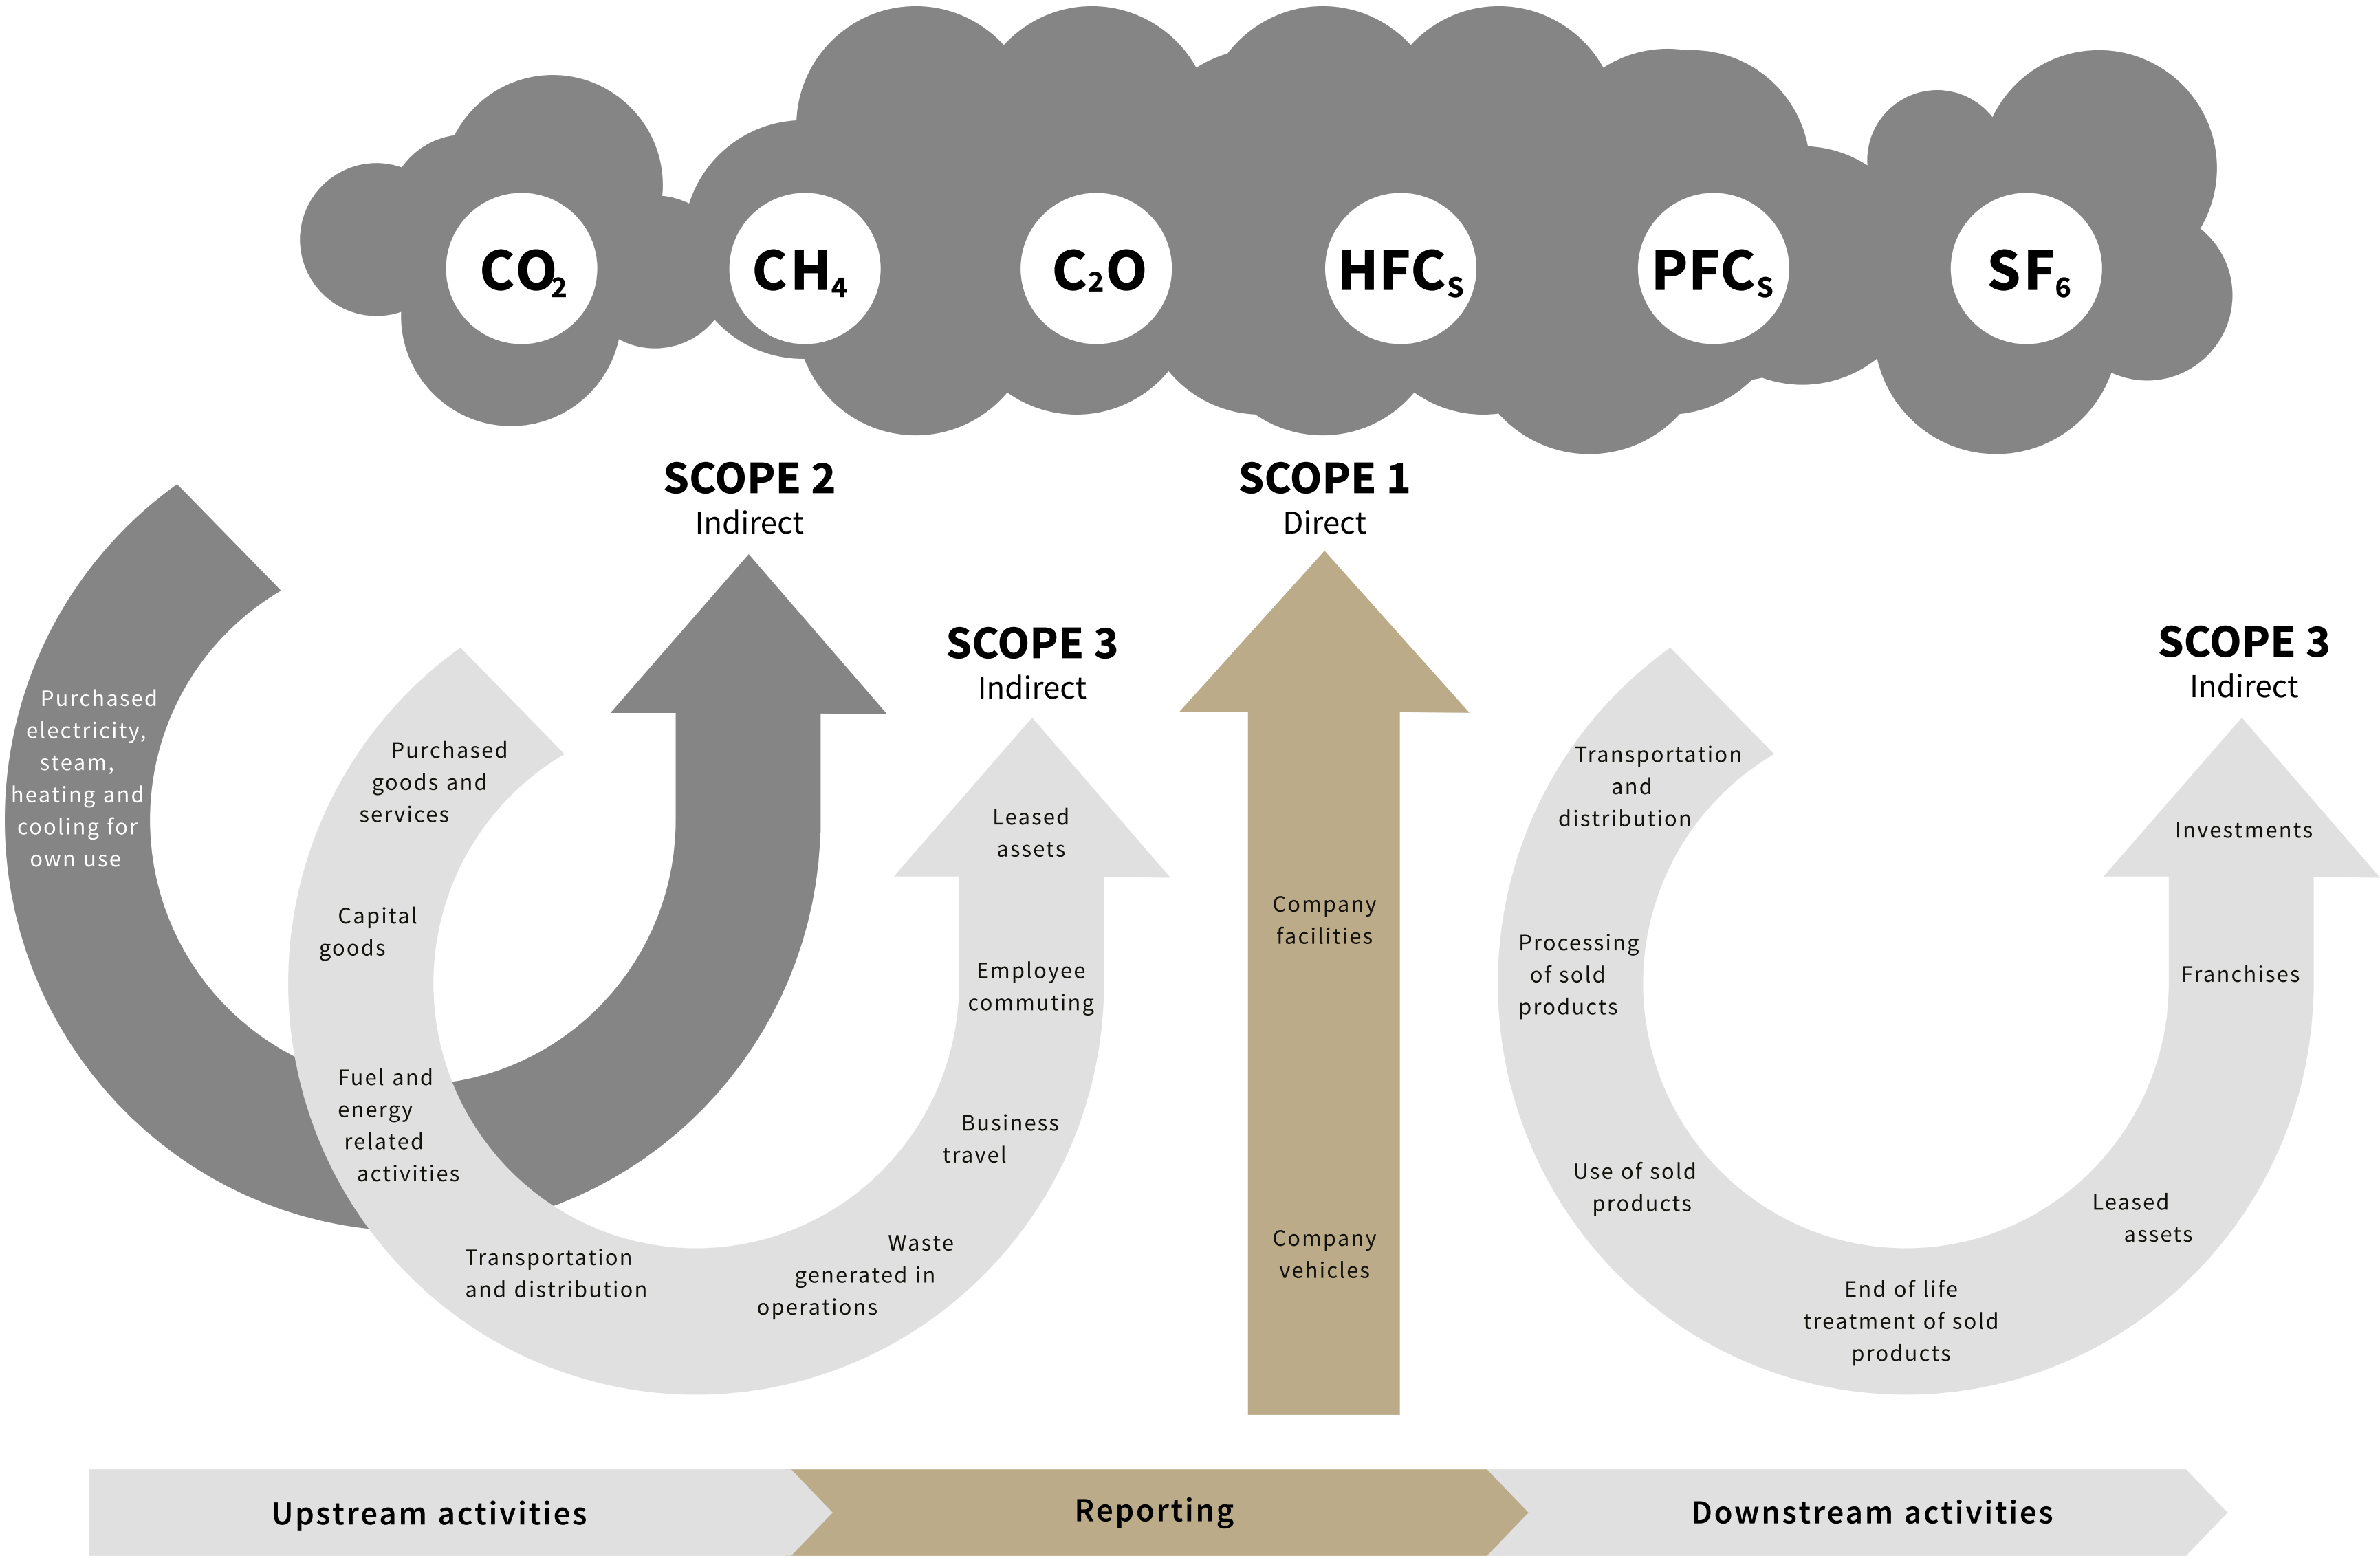 CO₂
CH₄
C₂O
HFCs
PFCs
SF₆
SCOPE 2
Indirect
SCOPE 1
Direct
SCOPE 3
Indirect
SCOPE 3
Indirect
Purchased
electricity,
steam,
heating and
cooling for
own use
Purchased
goods and
services
Capital
goods
Fuel and
energy
related
activities
Transportation
and distribution
Waste
generated in
operations
Business
travel
Employee
commuting
Leased
assets
Company
facilities
Company
vehicles
Transportation
and
distribution
Processing
of sold
products
Use of sold
products
End of life
treatment of sold
products
Leased
assets
Franchises
Investments
Upstream activities
Reporting
Downstream activities